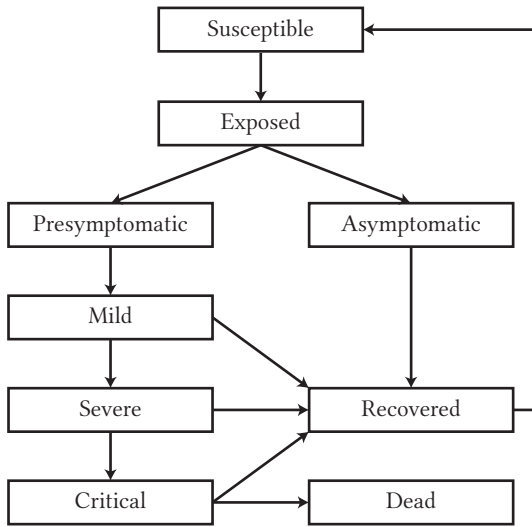 Susceptible
Exposed
Presymptomatic
Asymptomatic
Mild
Severe
Recovered
Critical
Dead